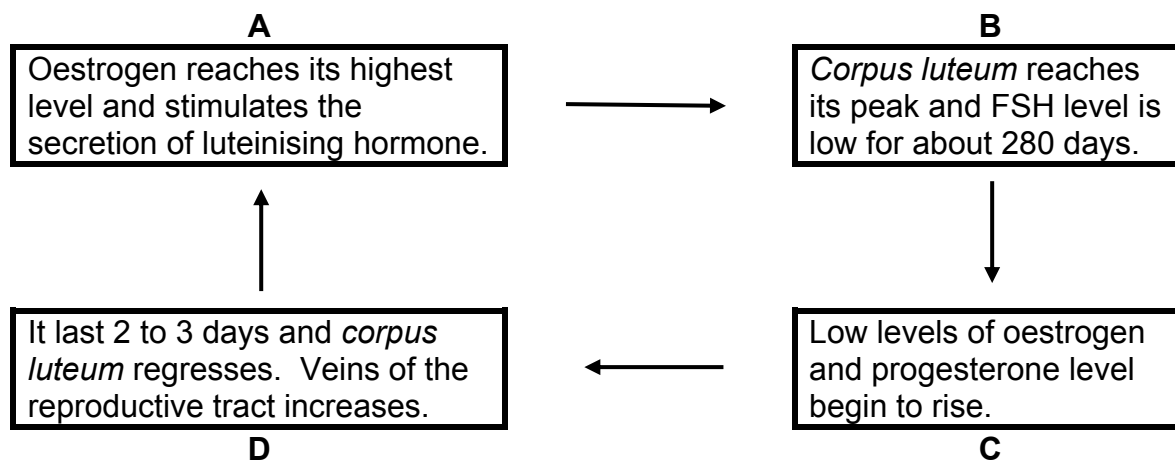 A
Oestrogen reaches its highest
level and stimulates the
secretion of luteinising hormone.
B
Corpus luteum reaches
its peak and FSH level is
low for about 280 days.
It last 2 to 3 days and corpus
luteum regresses. Veins of the
reproductive tract increases.
D
Low levels of oestrogen
and progesterone level
begin to rise.
C